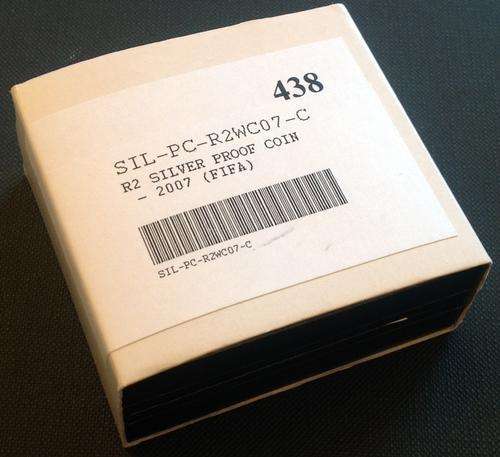 438
SIL-PC-R2WC07-C
R2 SILVER PROOF COIN
- 2007 (FIFA)
SIL-PC-R2WC07-C